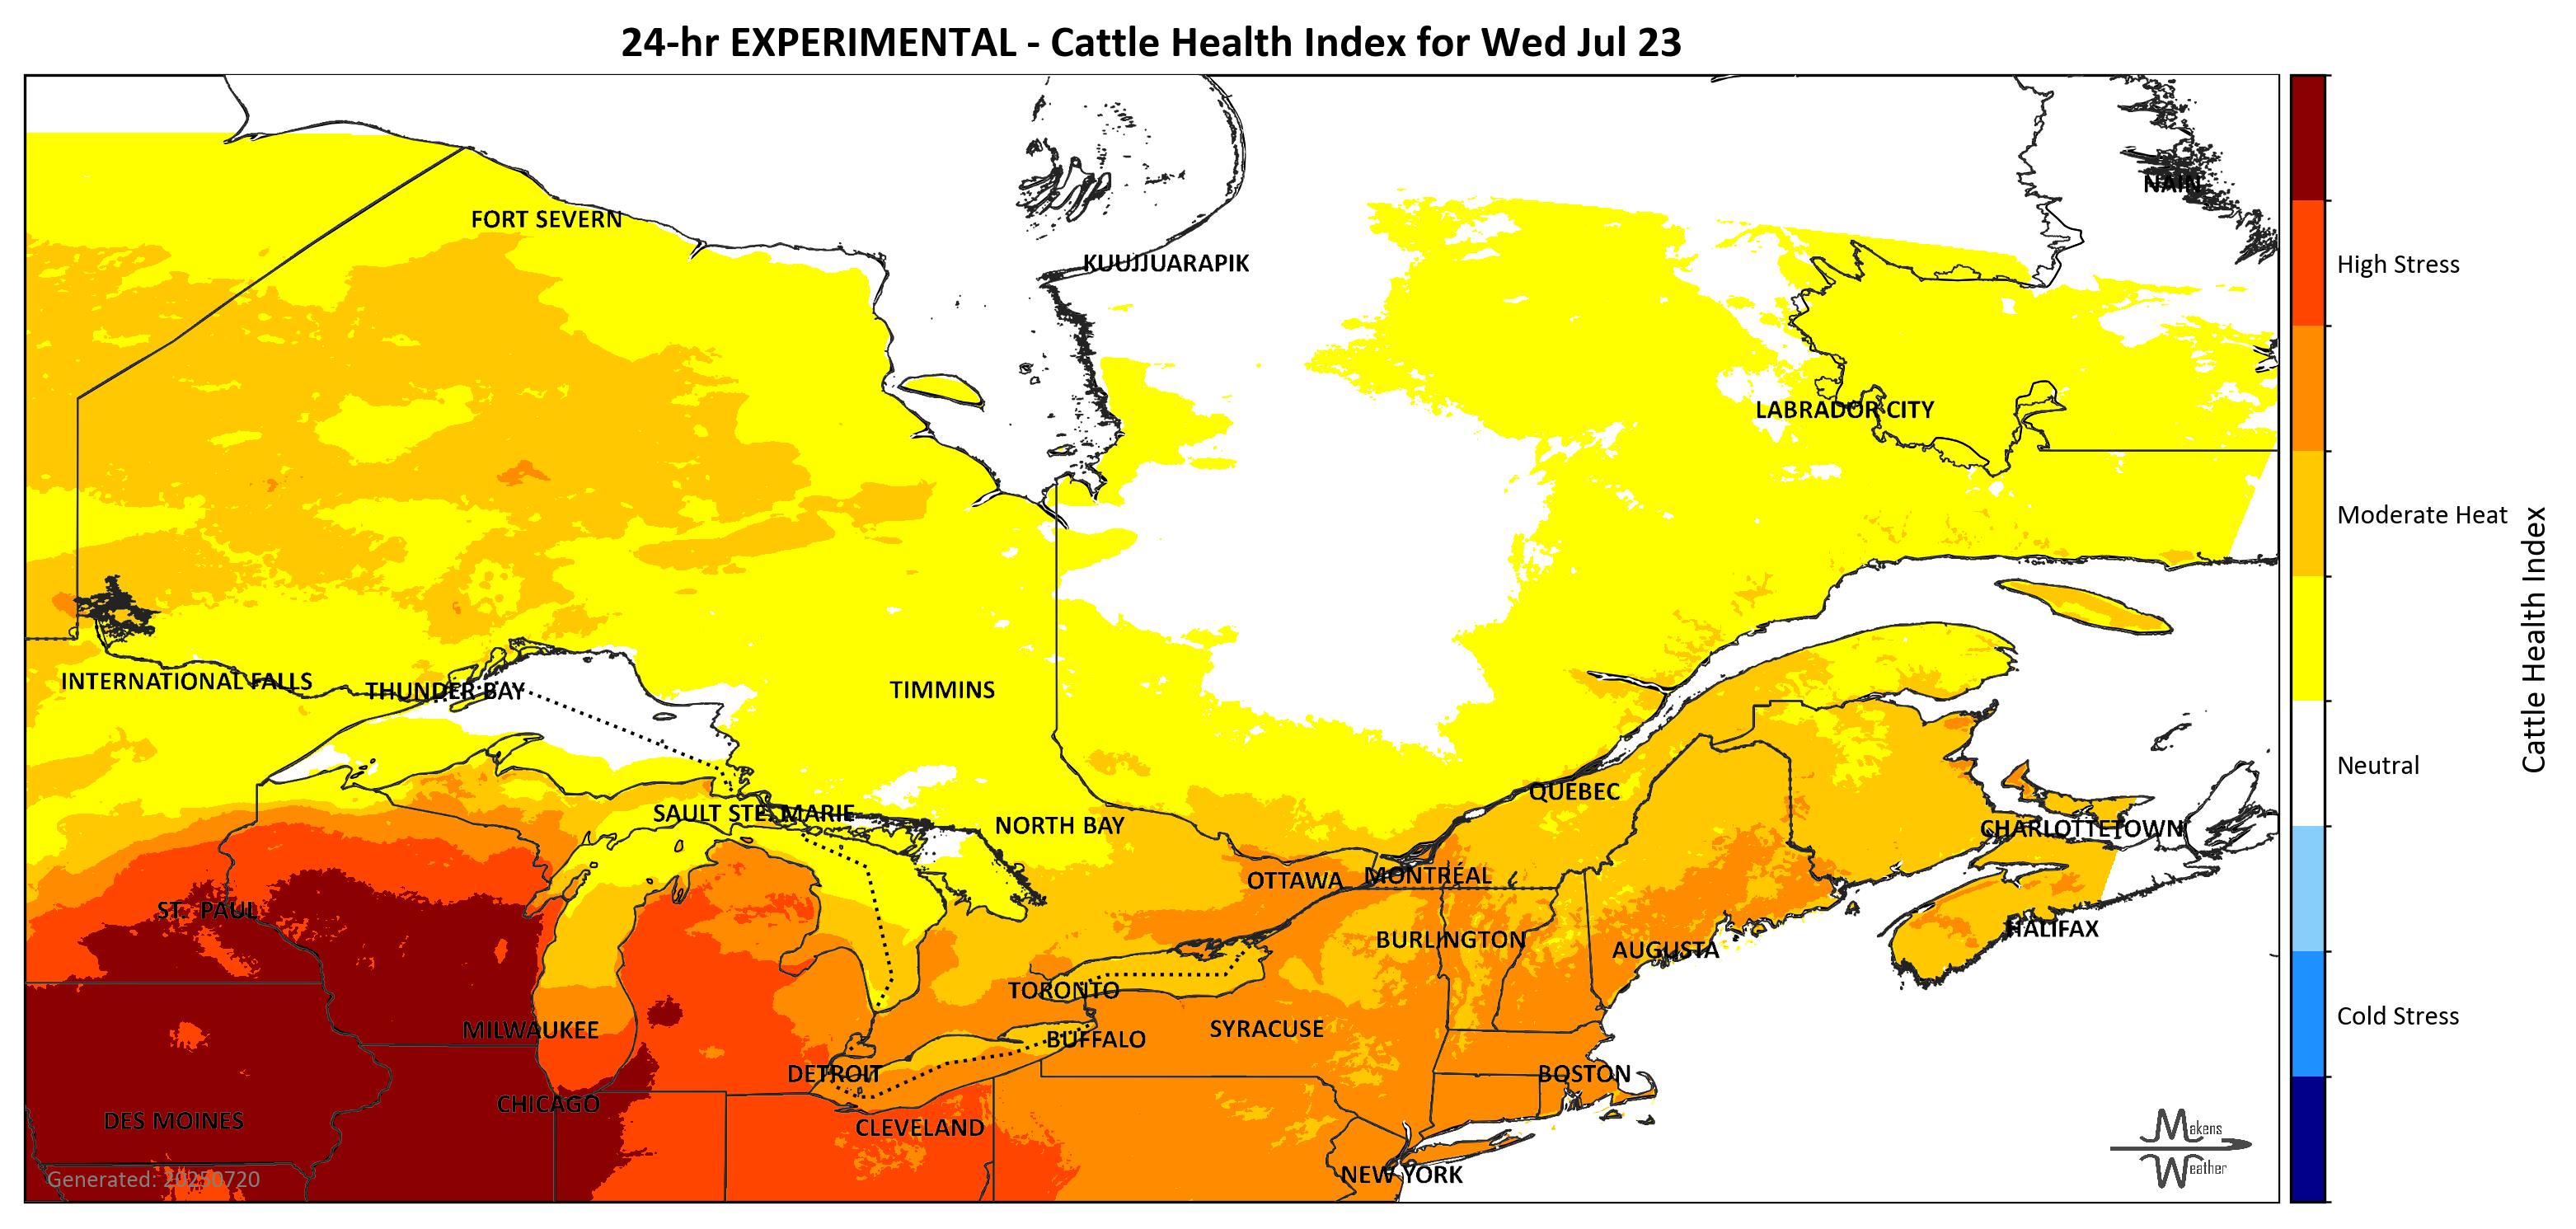 24-hr EXPERIMENTAL - Cattle Health Index for Wed Jul 23
NAIN
FORT SEVERN
KUUJJUARAPIK
High Stress
LABRADOR CITY
Moderate Heat
Cattle Health Index
INTERNATIONAL FALLS
THUNDER BAY
TIMMINS
Neutral
QUEBEC
SAULT STE. MARIE
NORTH BAY
CHARLOTTETOWN
OTTAWA
MONTRÉAL
ST. PAUL
HALIFAX
BURLINGTON
AUGUSTA
TORONTO
Cold Stress
MILWAUKEE
SYRACUSE
BUFFALO
DETROIT
BOSTON
CHICAGO
DES MOINES
CLEVELAND
Makens
Weather
NEW YORK
Generated: 20250720